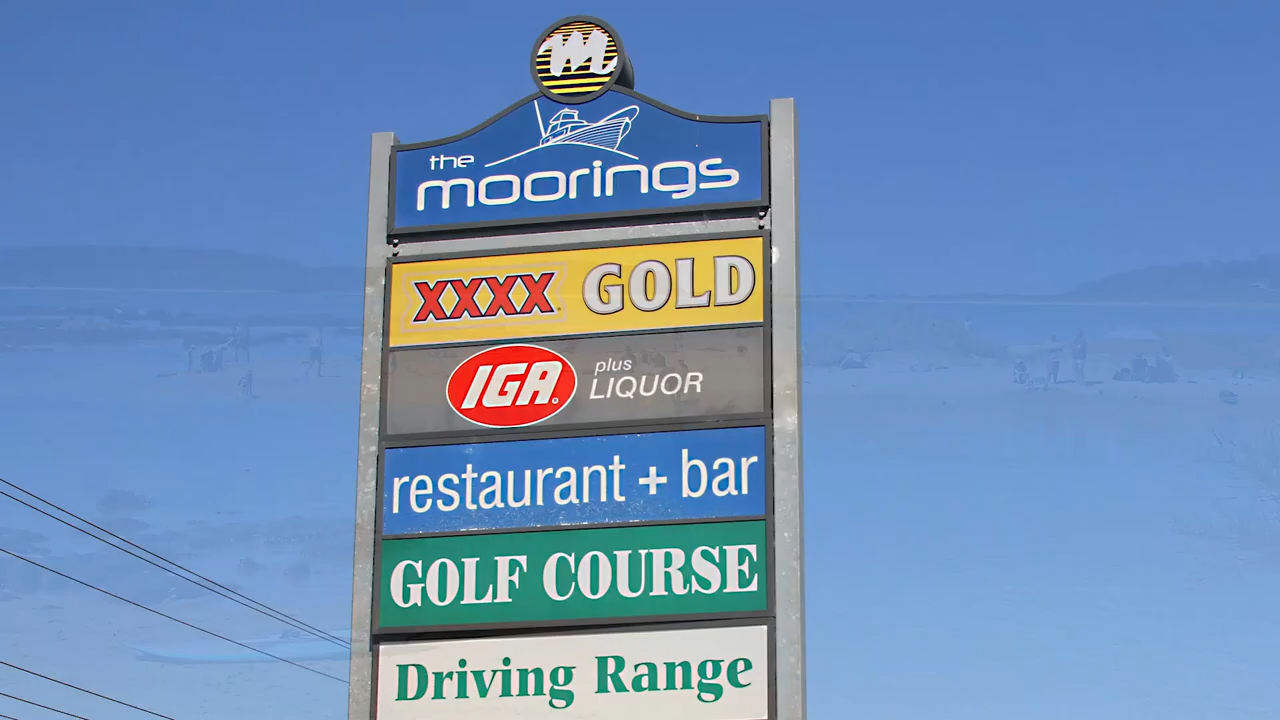 m
the
moorings
XXXX GOLD
IGA plus
LIQUOR
restaurant + bar
GOLF COURSE
Driving Range